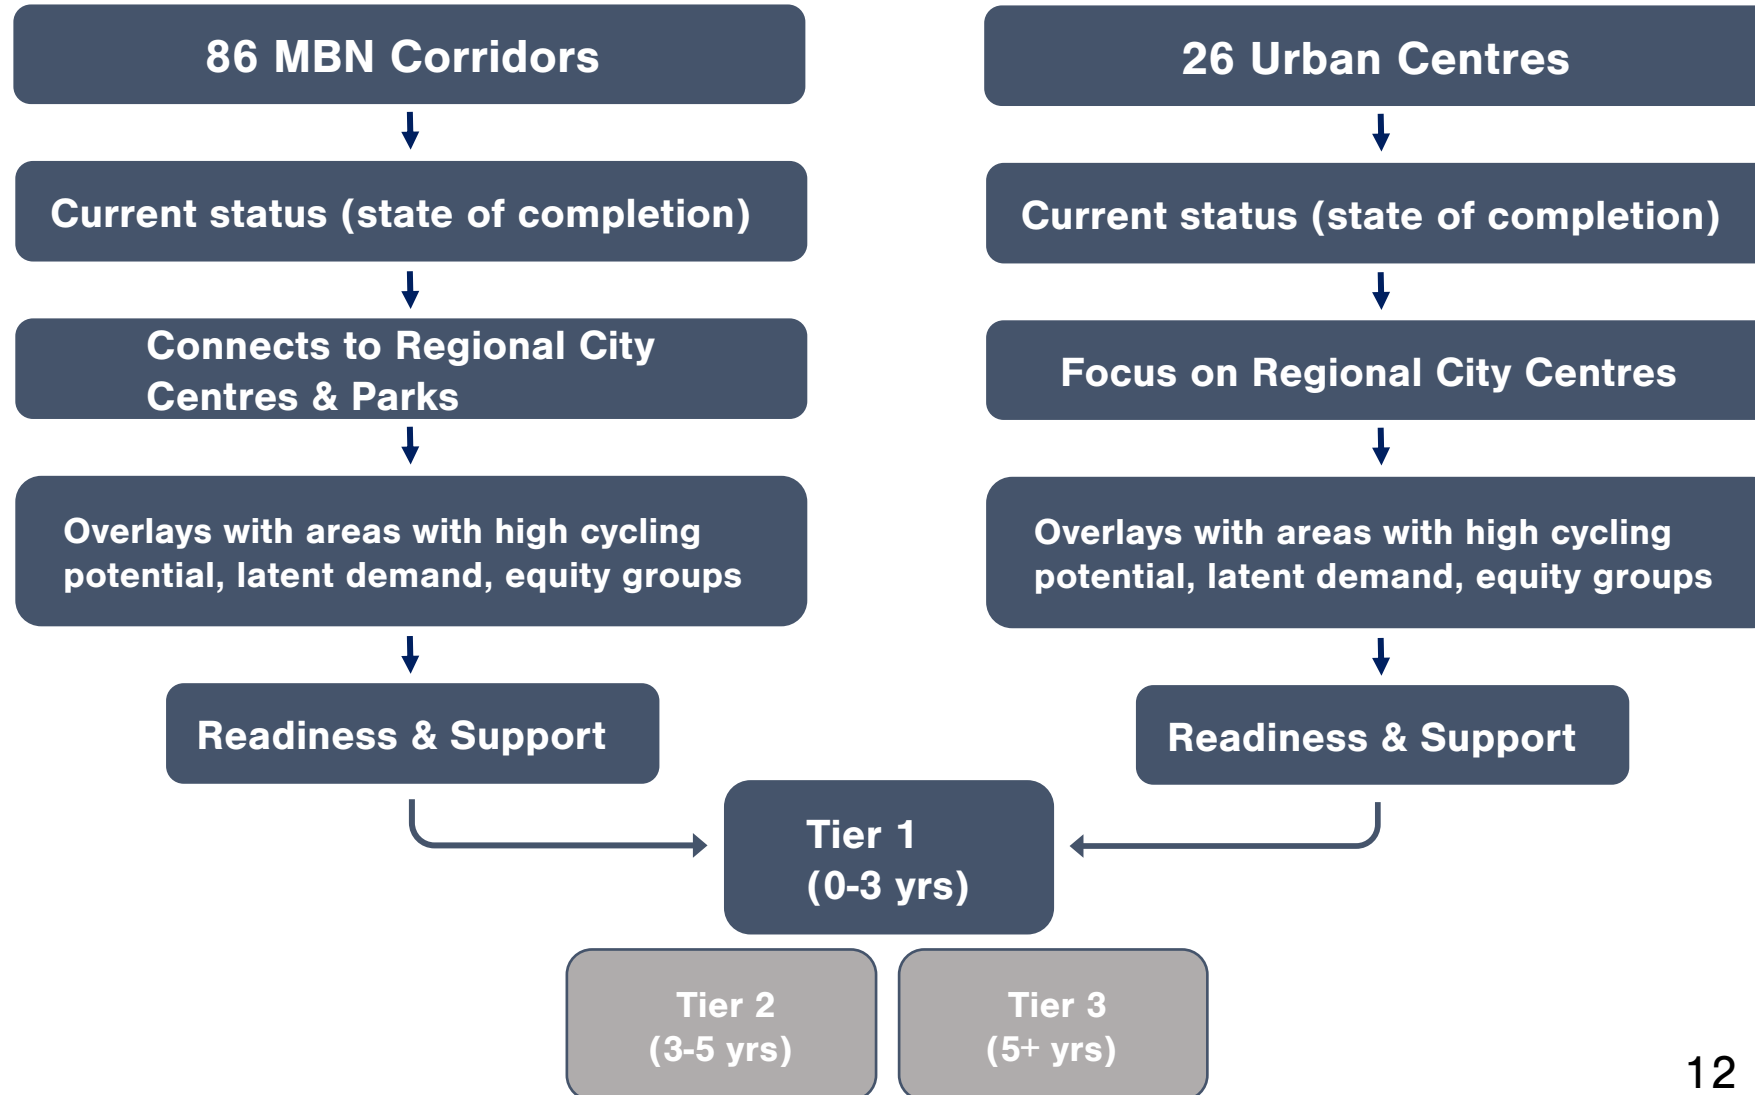 86 MBN Corridors
Current status (state of completion)
Connects to Regional City
Centres & Parks
Overlays with areas with high cycling
potential, latent demand, equity groups
Readiness & Support
26 Urban Centres
Current status (state of completion)
Focus on Regional City Centres
Overlays with areas with high cycling
potential, latent demand, equity groups
Readiness & Support
Tier 1
(0-3 yrs)
Tier 2
(3-5 yrs)
Tier 3
(5+ yrs)
12